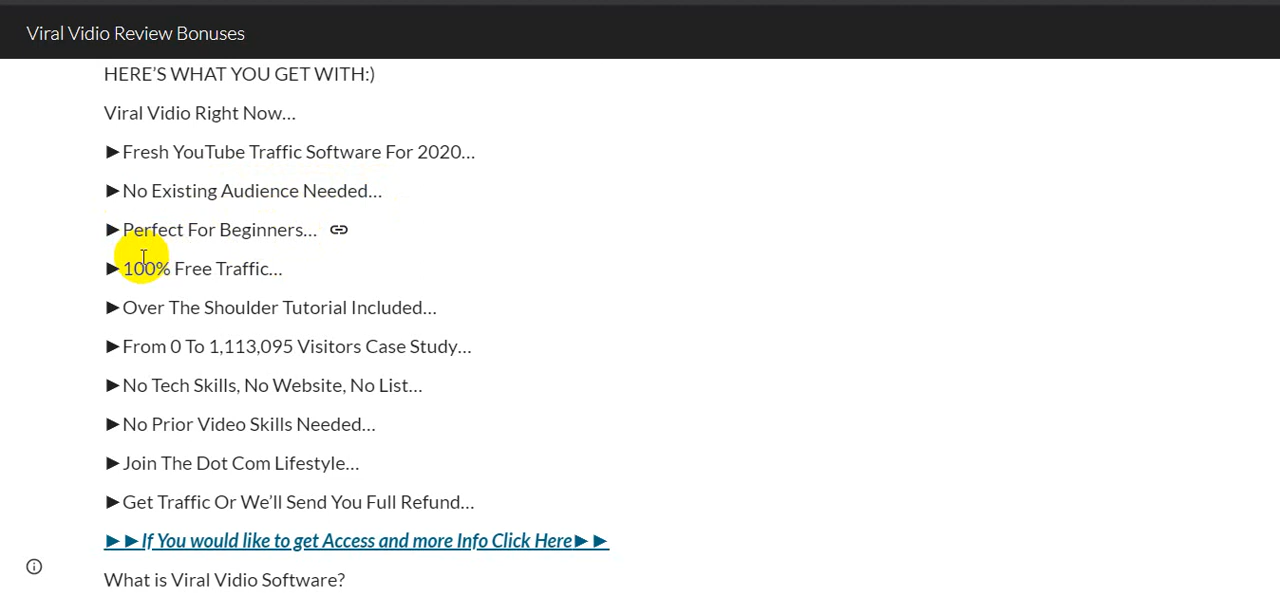 Viral Vidio Review Bonuses
HERE'S WHAT YOU GET WITH:)
Viral Vidio Right Now...
►Fresh YouTube Traffic Software For 2020...
►No Existing Audience Needed...
►Perfect For Beginners...
►100% Free Traffic...
►Over The Shoulder Tutorial Included...
►From 0 To 1,113,095 Visitors Case Study...
►No Tech Skills, No Website, No List...
►No Prior Video Skills Needed...
►Join The Dot Com Lifestyle...
►Get Traffic Or We'll Send You Full Refund...
►►If You would like to get Access and more Info Click Here►►
What is Viral Vidio Software?